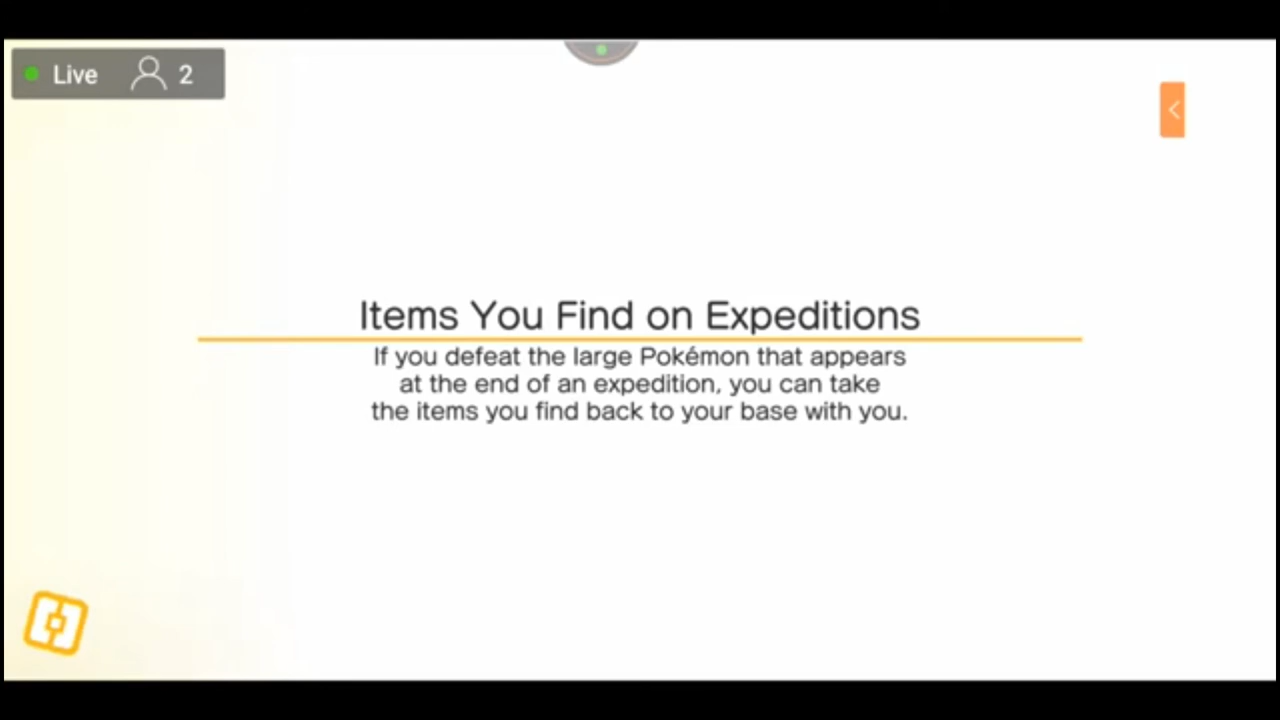 Live 2
Items You Find on Expeditions
If you defeat the large Pokémon that appears
at the end of an expedition, you can take
the items you find back to your base with you.